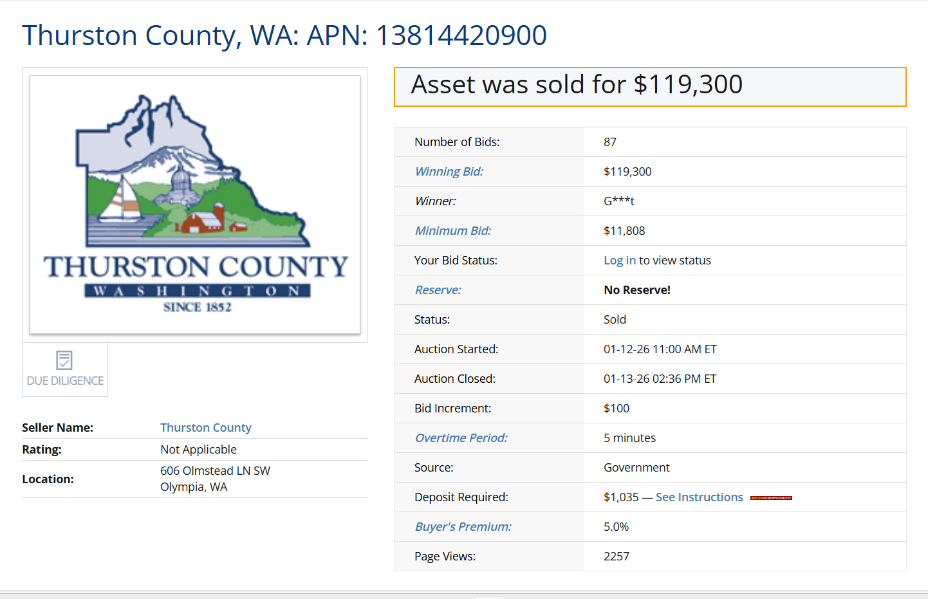 Thurston County, WA: APN: 13814420900
THURSTON COUNTY
WASHINGTON
SINCE 1852
DUE DILIGENCE
Seller Name: Thurston County
Rating: Not Applicable
Location: 606 Olmstead LN SW
Olympia, WA
Asset was sold for $119,300
Number of Bids: 87
Winning Bid: $119,300
Winner: G***t
Minimum Bid: $11,808
Your Bid Status: Log in to view status
Reserve: No Reserve!
Status: Sold
Auction Started: 01-12-26 11:00 AM ET
Auction Closed: 01-13-26 02:36 PM ET
Bid Increment: $100
Overtime Period: 5 minutes
Source: Government
Deposit Required: $1,035 — See Instructions
Buyer's Premium: 5.0%
Page Views: 2257